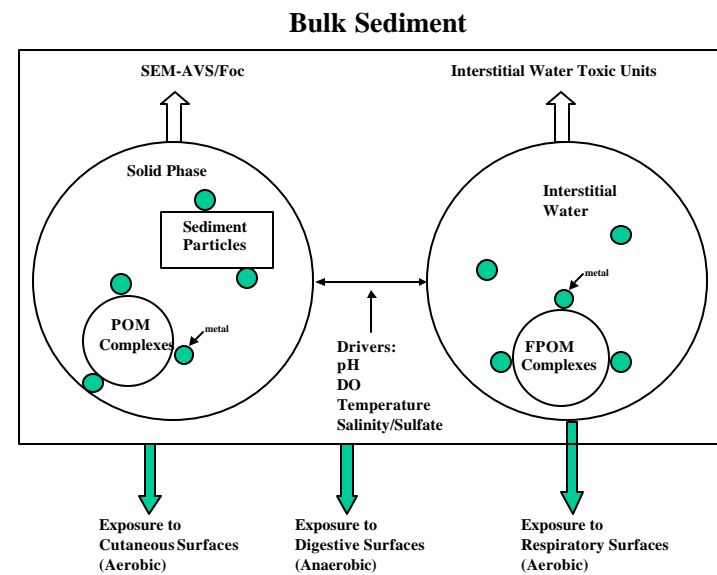 Bulk Sediment
SEM-AVS/Foc
Interstitial Water Toxic Units
Solid Phase
Sediment
Particles
POM
Complexes
metal
Interstitial
Water
metal
FPOM
Complexes
Drivers:
pH
DO
Temperature
Salinity/Sulfate
Exposure to
Cutaneous Surfaces
(Aerobic)
Exposure to
Digestive Surfaces
(Anaerobic)
Exposure to
Respiratory Surfaces
(Aerobic)